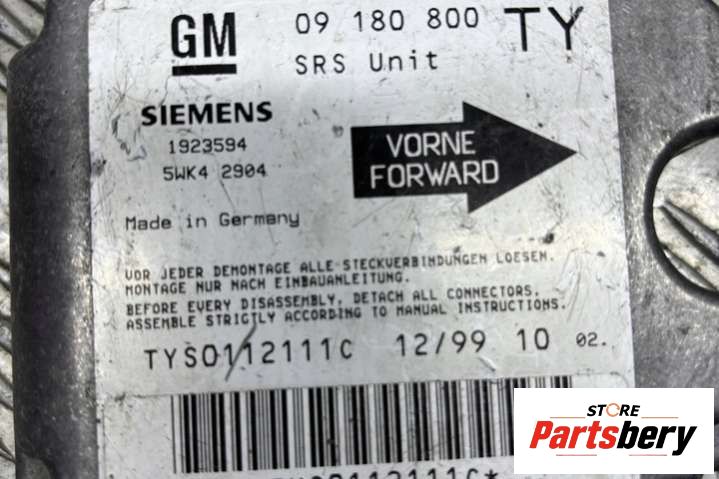 GM 09 180 800 TY
SRS Unit
SIEMENS
1923594
5WK4 2904
VORNE
FORWARD
Made in Germany
VOR JEDER DEMONTAGE ALLE STECKVERBINDUNGEN LOESEN.
MONTAGE NUR NACH EINBAUANLEITUNG.
BEFORE EVERY DISASSEMBLY, DETACH ALL CONNECTORS,
ASSEMBLE STRICTLY ACCORDING TO MANUAL INSTRUCTIONS.
TYS0112111C 12/99 10 02..
STORE
Partsbery